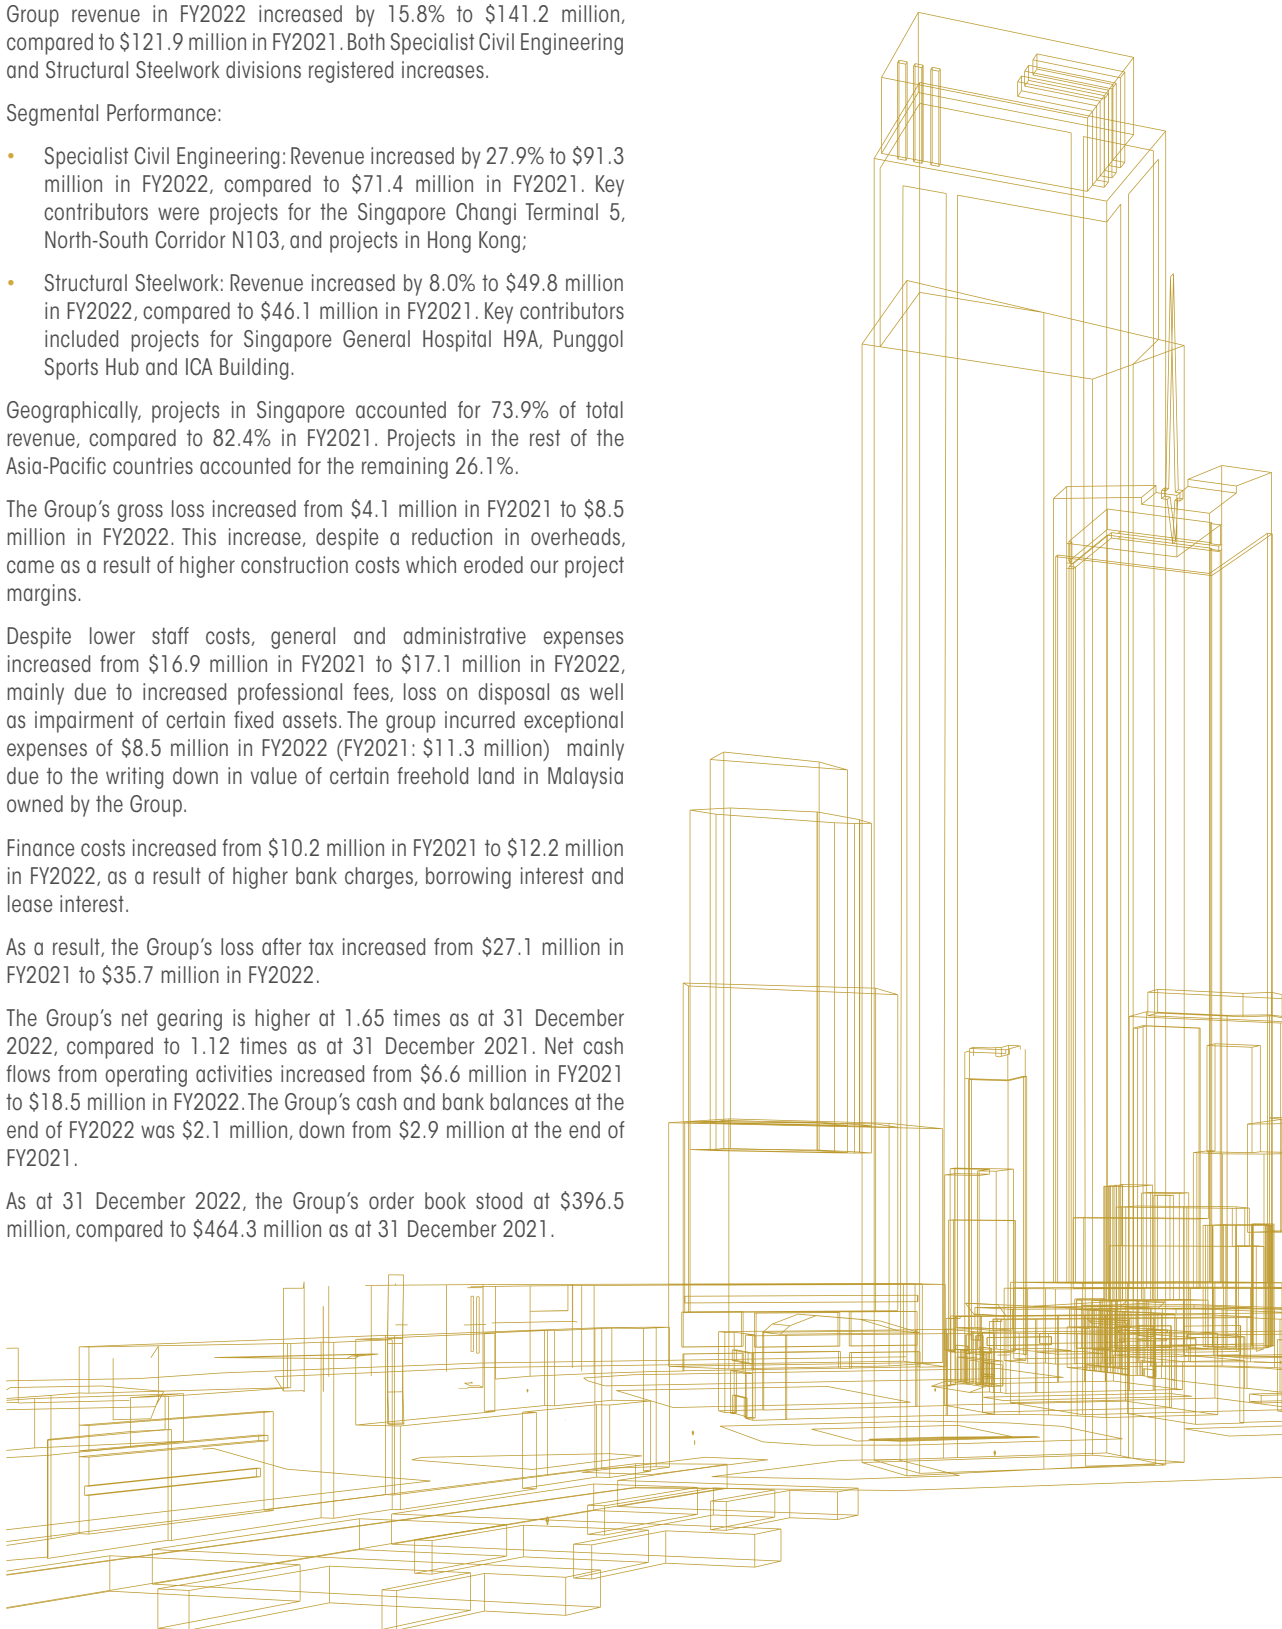 Group revenue in FY2022 increased by 15.8% to $141.2 million,
compared to $121.9 million in FY2021. Both Specialist Civil Engineering
and Structural Steelwork divisions registered increases.
Segmental Performance:
• Specialist Civil Engineering: Revenue increased by 27.9% to $91.3
million in FY2022, compared to $71.4 million in FY2021. Key
contributors were projects for the Singapore Changi Terminal 5,
North-South Corridor N103, and projects in Hong Kong;
• Structural Steelwork: Revenue increased by 8.0% to $49.8 million
in FY2022, compared to $46.1 million in FY2021. Key contributors
included projects for Singapore General Hospital H9A, Punggol
Sports Hub and ICA Building.
Geographically, projects in Singapore accounted for 73.9% of total
revenue, compared to 82.4% in FY2021. Projects in the rest of the
Asia-Pacific countries accounted for the remaining 26.1%.
The Group's gross loss increased from $4.1 million in FY2021 to $8.5
million in FY2022. This increase, despite a reduction in overheads,
came as a result of higher construction costs which eroded our project
margins.
Despite lower staff costs, general and administrative expenses
increased from $16.9 million in FY2021 to $17.1 million in FY2022,
mainly due to increased professional fees, loss on disposal as well
as impairment of certain fixed assets. The group incurred exceptional
expenses of $8.5 million in FY2022 (FY2021: $11.3 million) mainly
due to the writing down in value of certain freehold land in Malaysia
owned by the Group.
Finance costs increased from $10.2 million in FY2021 to $12.2 million
in FY2022, as a result of higher bank charges, borrowing interest and
lease interest.
As a result, the Group's loss after tax increased from $27.1 million in
FY2021 to $35.7 million in FY2022.
The Group's net gearing is higher at 1.65 times as at 31 December
2022, compared to 1.12 times as at 31 December 2021. Net cash
flows from operating activities increased from $6.6 million in FY2021
to $18.5 million in FY2022. The Group's cash and bank balances at the
end of FY2022 was $2.1 million, down from $2.9 million at the end of
FY2021.
As at 31 December 2022, the Group's order book stood at $396.5
million, compared to $464.3 million as at 31 December 2021.